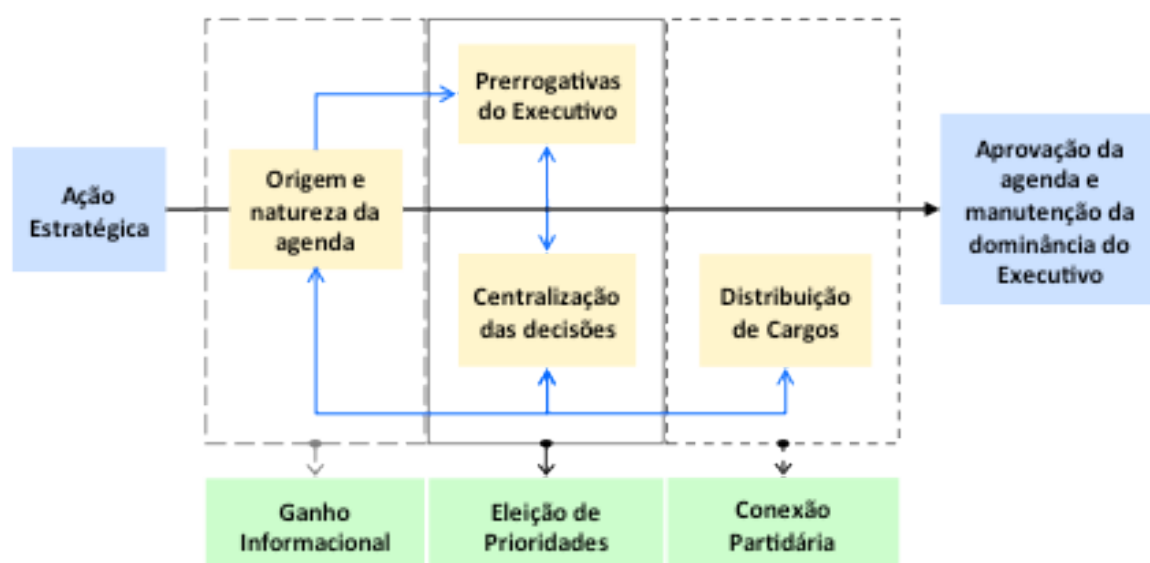 Ação
Estratégica
Origem e
natureza da
agenda
Prerrogativas
do Executivo
Centralização
das decisões
Distribuição
de Cargos
Aprovação da
agenda e
manutenção da
dominância do
Executivo
Ganho
Informacional
Eleição de
Prioridades
Conexão
Partidária